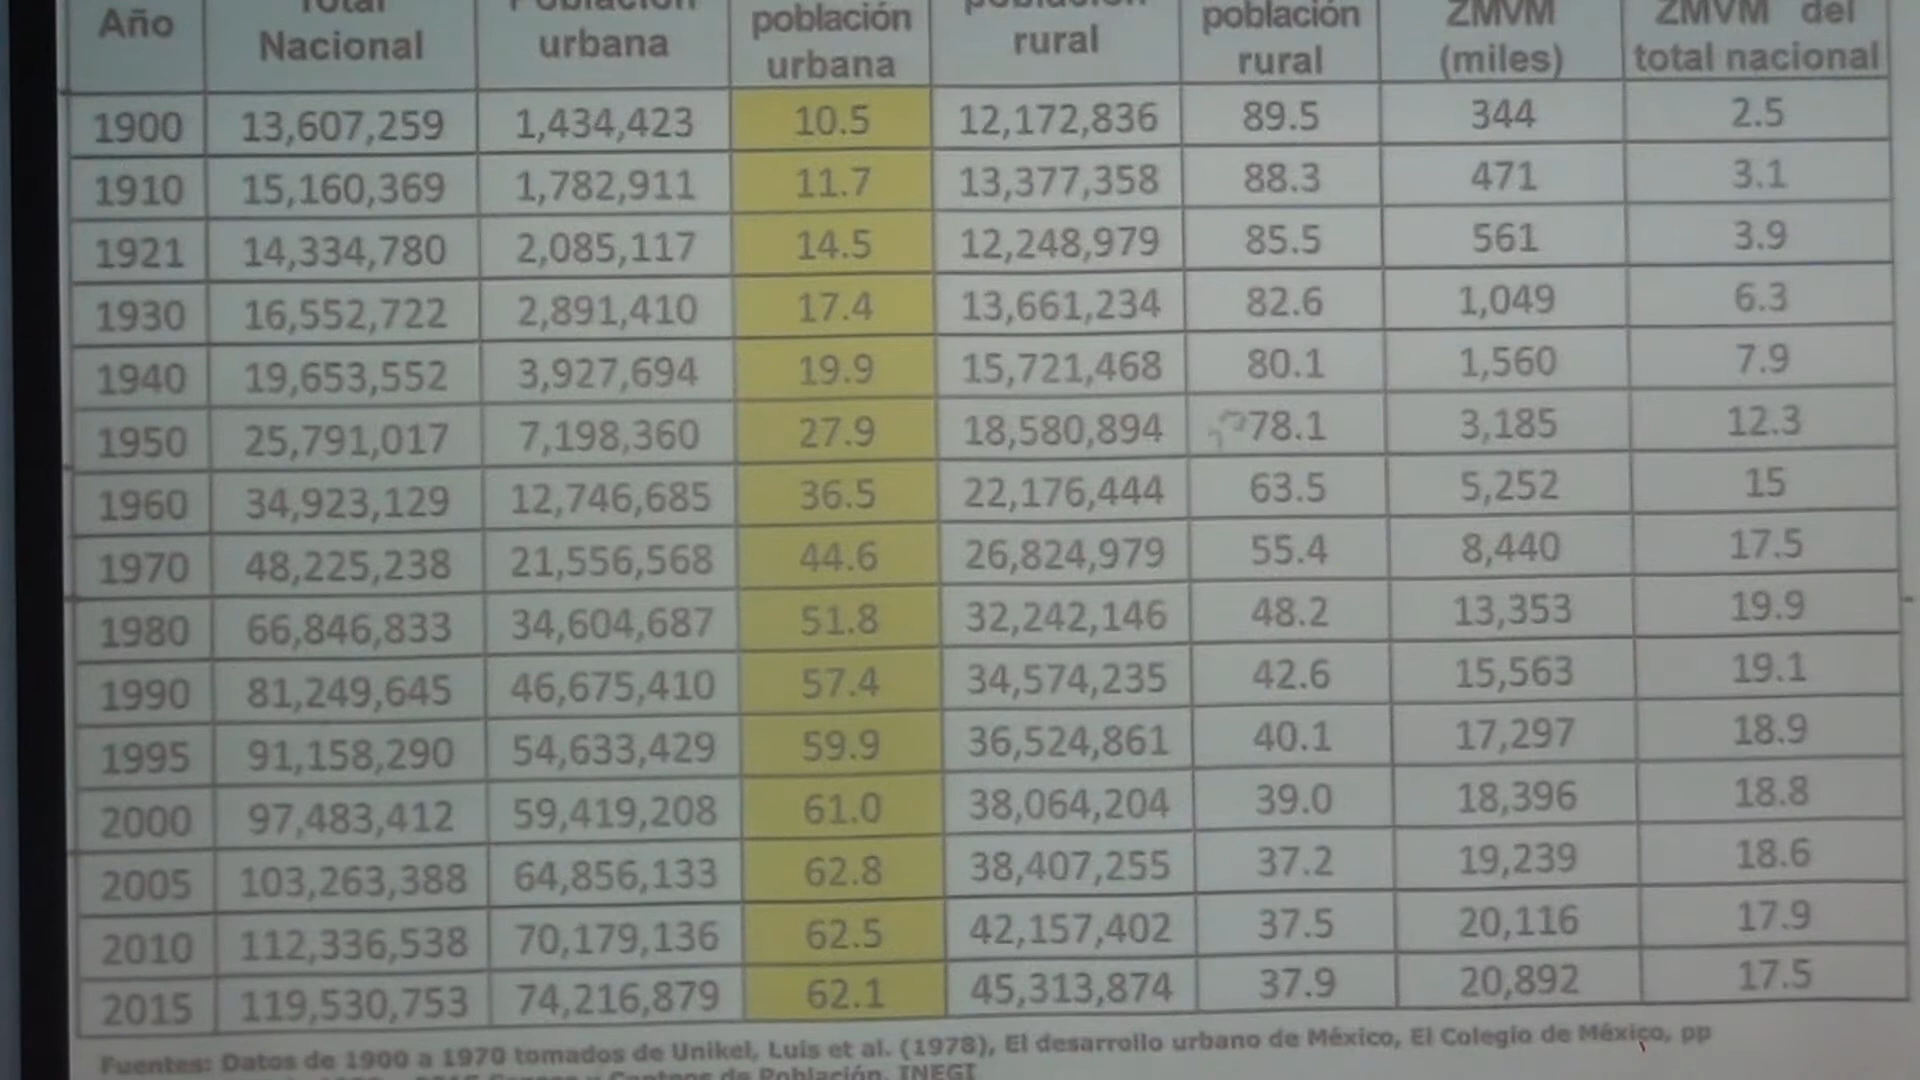 Año Total Nacional Población urbana población urbana población rural población rural ZMVM (miles) ZMVM del total nacional
1900 13,607,259 1,434,423 10.5 12,172,836 89.5 344 2.5
1910 15,160,369 1,782,911 11.7 13,377,358 88.3 471 3.1
1921 14,334,780 2,085,117 14.5 12,248,979 85.5 561 3.9
1930 16,552,722 2,891,410 17.4 13,661,234 82.6 1,049 6.3
1940 19,653,552 3,927,694 19.9 15,721,468 80.1 1,560 7.9
1950 25,791,017 7,198,360 27.9 18,580,894 78.1 3,185 12.3
1960 34,923,129 12,746,685 36.5 22,176,444 63.5 5,252 15
1970 48,225,238 21,556,568 44.6 26,824,979 55.4 8,440 17.5
1980 66,846,833 34,604,687 51.8 32,242,146 48.2 13,353 19.9
1990 81,249,645 46,675,410 57.4 34,574,235 42.6 15,563 19.1
1995 91,158,290 54,633,429 59.9 36,524,861 40.1 17,297 18.9
2000 97,483,412 59,419,208 61.0 38,064,204 39.0 18,396 18.8
2005 103,263,388 64,856,133 62.8 38,407,255 37.2 19,239 18.6
2010 112,336,538 70,179,136 62.5 42,157,402 37.5 20,116 17.9
2015 119,530,753 74,216,879 62.1 45,313,874 37.9 20,892 17.5
Fuentes: Datos de 1900 a 1970 tomados de Unikel, Luis et al. (1978), El desarrollo urbano de México, El Colegio de México, pp
Población, INEGI